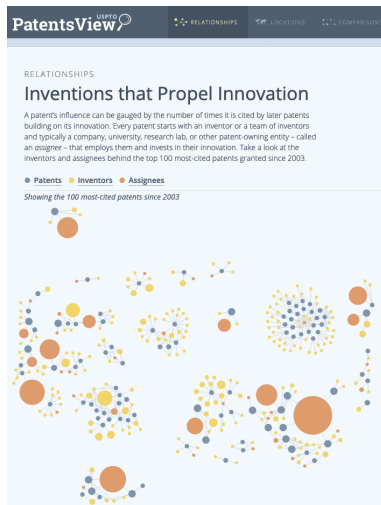 USPTO
PatentsView
RELATIONSHIPS
LOCATIONS
COMPARISONS
RELATIONSHIPS
Inventions that Propel Innovation
A patent's influence can be gauged by the number of times it is cited by later patents
building on its innovation. Every patent starts with an inventor or a team of inventors
and typically a company, university, research lab, or other patent-owning entity – called
an assignee – that employs them and invests in their innovation. Take a look at the
inventors and assignees behind the top 100 most-cited patents granted since 2003.
Patents Inventors Assignees
Showing the 100 most-cited patents since 2003